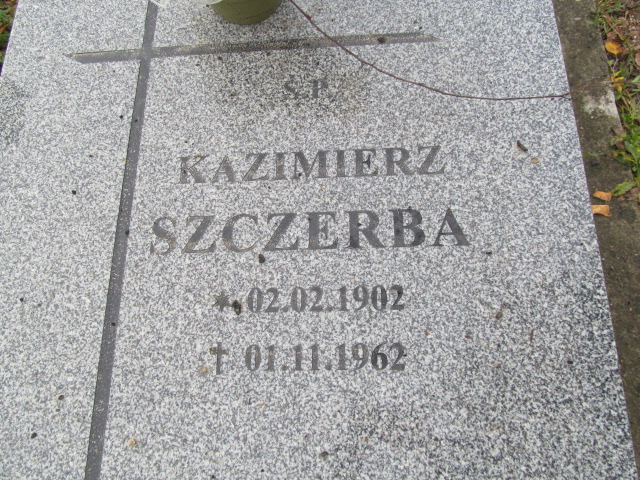 Ś.P.
KAZIMIERZ
SZCZERBA
* 02.02.1902
† 01.11.1962